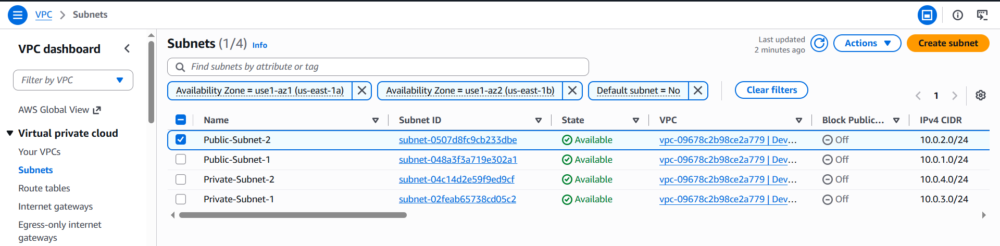 VPC > Subnets
VPC dashboard
Filter by VPC
AWS Global View
Virtual private cloud
Your VPCs
Subnets
Route tables
Internet gateways
Egress-only internet
gateways
Subnets (1/4) Info
Last updated
2 minutes ago
Actions
Create subnet
Find subnets by attribute or tag
Availability Zone = use1-az1 (us-east-1a)
Availability Zone = use1-az2 (us-east-1b)
Default subnet = No
Clear filters
1
Name Subnet ID State VPC Block Public... IPv4 CIDR
Public-Subnet-2 subnet-0507d8fc9cb233dbe Available vpc-09678c2b98ce2a779 | Dev... Off 10.0.2.0/24
Public-Subnet-1 subnet-048a3f3a719e302a1 Available vpc-09678c2b98ce2a779 | Dev... Off 10.0.1.0/24
Private-Subnet-2 subnet-04c14d2e59f9ed9cf Available vpc-09678c2b98ce2a779 | Dev... Off 10.0.4.0/24
Private-Subnet-1 subnet-02feab65738cd05c2 Available vpc-09678c2b98ce2a779 | Dev... Off 10.0.3.0/24